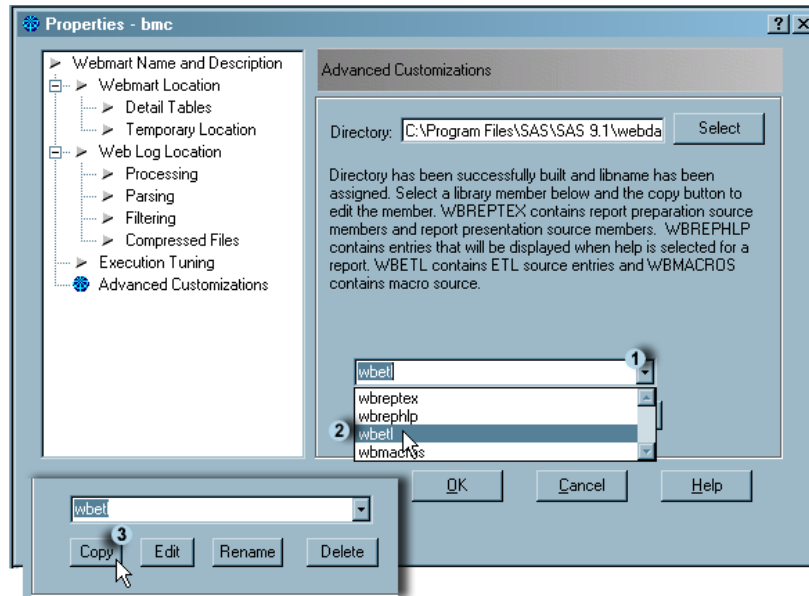 Properties - bmc
Webmart Name and Description
Webmart Location
Detail Tables
Temporary Location
Web Log Location
Processing
Parsing
Filtering
Compressed Files
Execution Tuning
Advanced Customizations
Advanced Customizations
Directory: C:\Program Files\SAS\SAS 9.1\webda Select
Directory has been successfully built and libname has been
assigned. Select a library member below and the copy button to
edit the member. WBREPTEX contains report preparation source
members and report presentation source members. WBREPHLP
contains entries that will be displayed when help is selected for a
report. WBETL contains ETL source entries and WBMACROS
contains macro source.
1
wbetl
wbreptex
wbrephlp
2 wbetl
wbmacros
OK Cancel Help
wbetl
3
Copy Edit Rename Delete